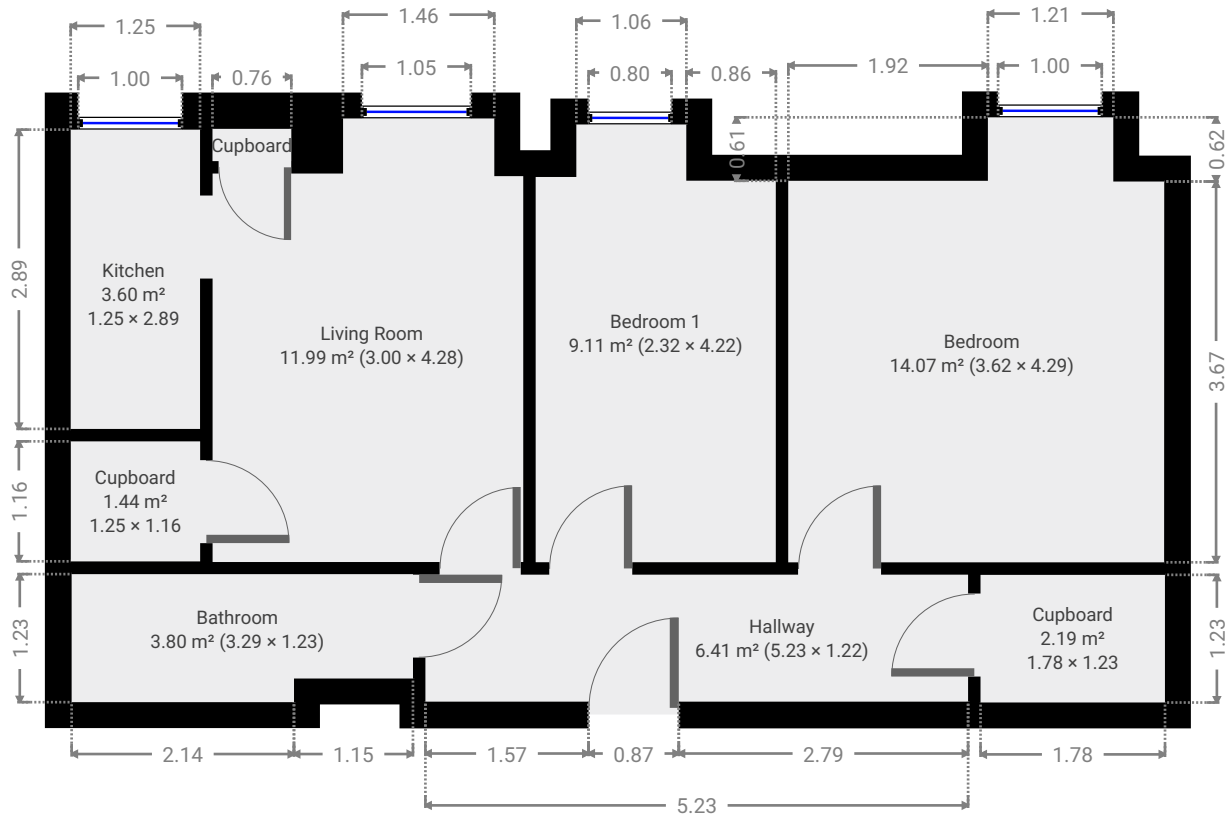 1.25
1.46
1.06
1.21
1.00
0.76
1.05
0.80
0.86
1.92
1.00
0.61
0.62
Cupboard
2.89
Kitchen
3.60 m²
1.25 × 2.89
Living Room
11.99 m² (3.00 × 4.28)
Bedroom 1
9.11 m² (2.32 × 4.22)
Bedroom
14.07 m² (3.62 × 4.29)
3.67
1.16
Cupboard
1.44 m²
1.25 × 1.16
1.23
Bathroom
3.80 m² (3.29 × 1.23)
Hallway
6.41 m² (5.23 × 1.22)
Cupboard
2.19 m²
1.78 × 1.23
1.23
2.14
1.15
1.57
0.87
2.79
1.78
5.23